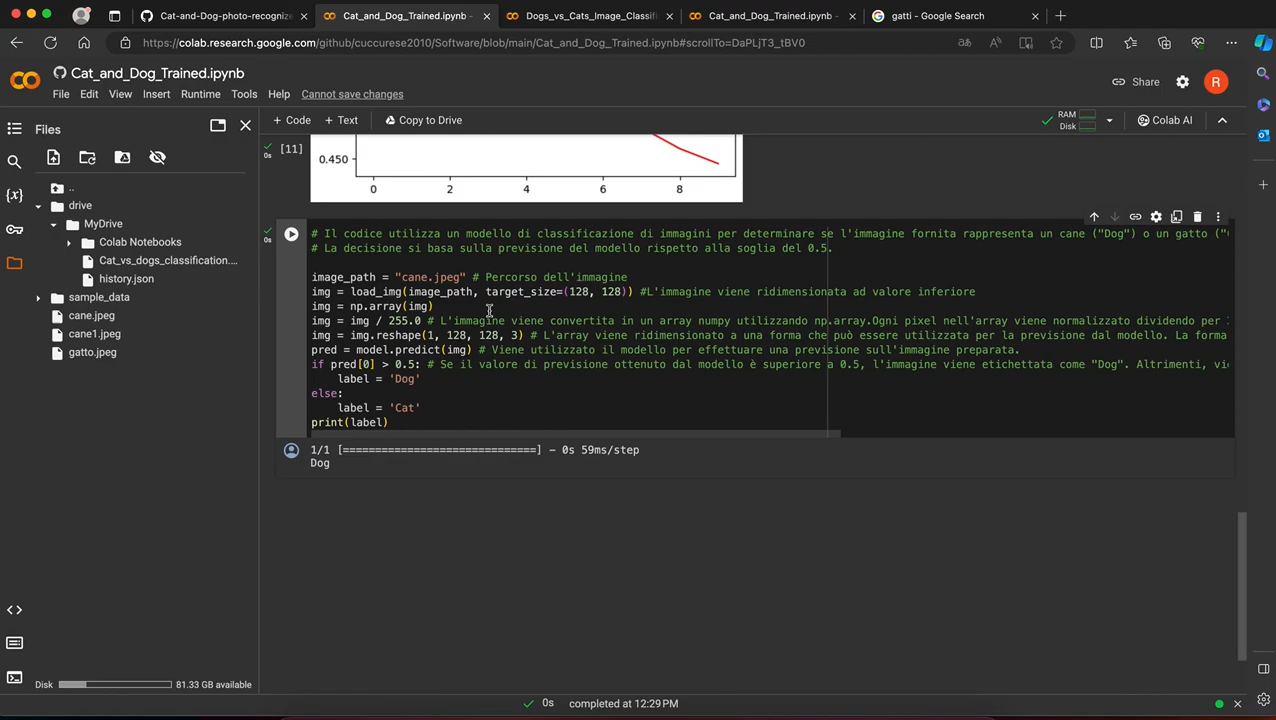 Cat-and-Dog-photo-recognize
Cat_and_Dog_Trained.ipynb
Dogs_vs_Cats_Image_Classif
Cat_and_Dog_Trained.ipynb
gatti - Google Search
https://colab.research.google.com/github/cuccurese2010/Software/blob/main/Cat_and_Dog_Trained.ipynb#scrollTo=DaPLjT3_tBV0
Cat_and_Dog_Trained.ipynb
Share
R
File Edit View Insert Runtime Tools Help Cannot save changes
Files
+ Code + Text Copy to Drive
RAM
Disk
Colab AI
..
drive
MyDrive
Colab Notebooks
Cat_vs_dogs_classification....
history.json
sample_data
cane.jpeg
cane1.jpeg
gatto.jpeg
[11]
0s
0.450
0 2 4 6 8
0s
# Il codice utilizza un modello di classificazione di immagini per determinare se l'immagine fornita rappresenta un cane ("Dog") o un gatto (
# La decisione si basa sulla previsione del modello rispetto alla soglia del 0.5.
image_path = "cane.jpeg" # Percorso dell'immagine
img = load_img(image_path, target_size=(128, 128)) #L'immagine viene ridimensionata ad valore inferiore
img = np.array(img)
img = img / 255.0 # L'immagine viene convertita in un array numpy utilizzando np.array.Ogni pixel nell'array viene normalizzato dividendo per
img = img.reshape(1, 128, 128, 3) # L'array viene ridimensionato a una forma che può essere utilizzata per la previsione dal modello. La forma
pred = model.predict(img) # Viene utilizzato il modello per effettuare una previsione sull'immagine preparata.
if pred[0] > 0.5: # Se il valore di previsione ottenuto dal modello è superiore a 0.5, l'immagine viene etichettata come "Dog". Altrimenti, vi
label = 'Dog'
else:
label = 'Cat'
print(label)
1/1 [==============================] - 0s 59ms/step
Dog
Disk 81.33 GB available
0s completed at 12:29 PM